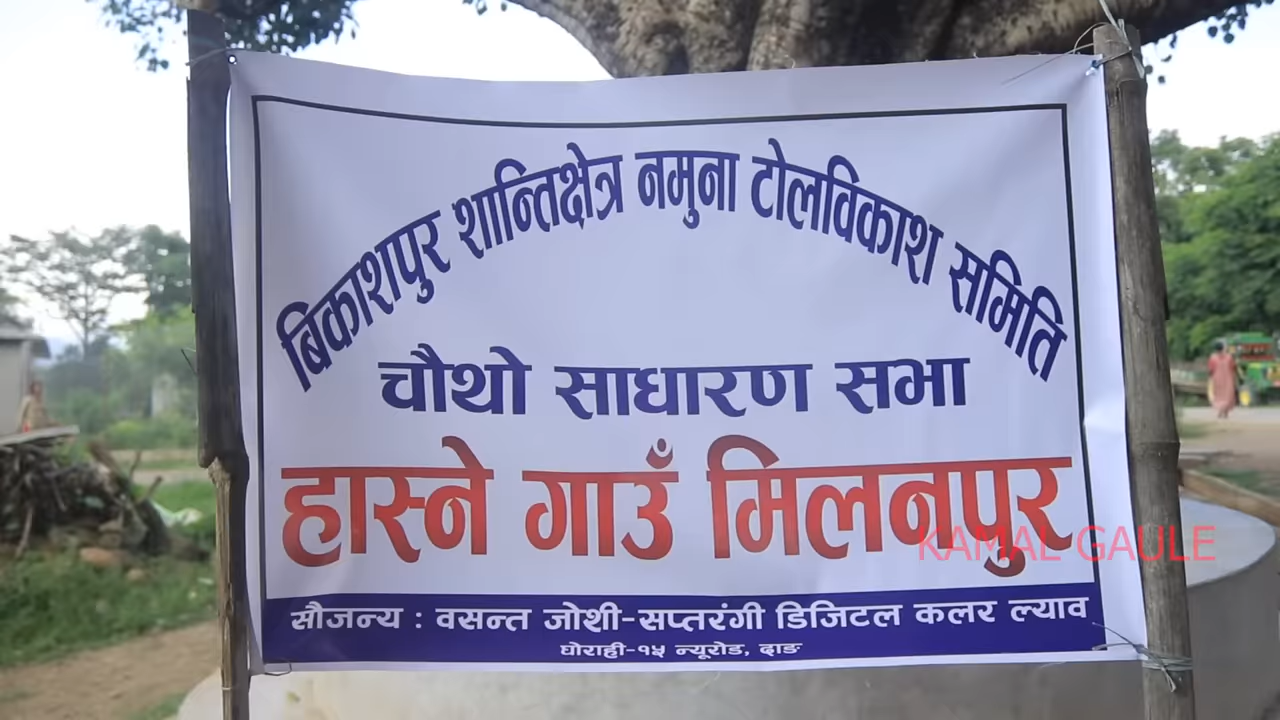 बिकाशपुर शान्तिक्षेत्र नमुना टोलविकाश समिति
चौथो साधारण सभा
हास्ने गाउँ मिलनपुर
KAMAL GAULE
सौजन्य : वसन्त जोशी-सप्तरंगी डिजिटल कलर ल्याव
घोराही-१५ न्यूरोड, दाङ